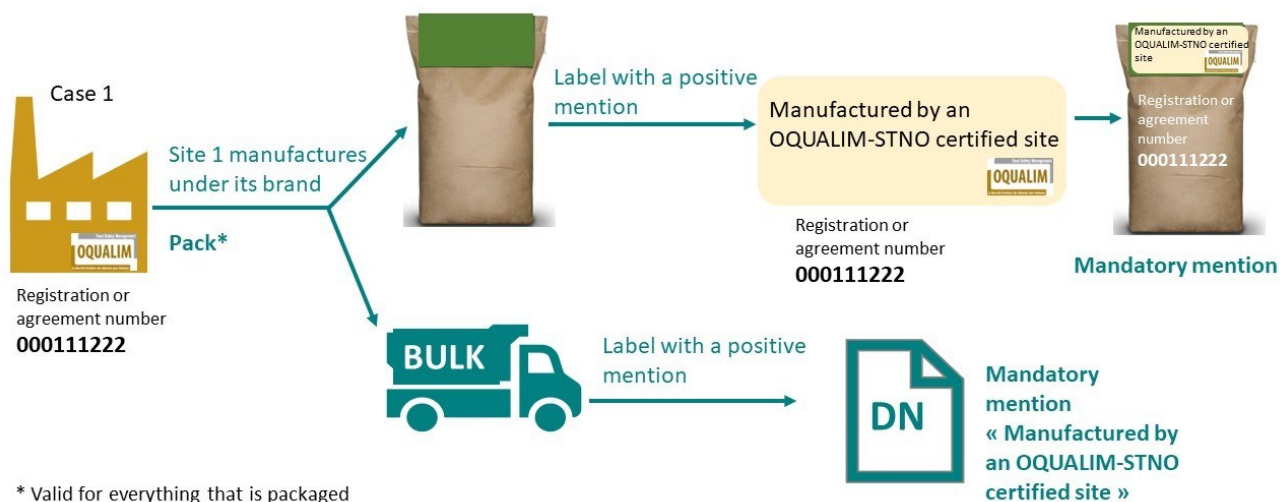 Case 1
OQUALIM
Registration or
agreement number
000111222
Site 1 manufactures
under its brand
Pack*
Label with a positive
mention
Manufactured by an
OQUALIM-STNO certified site
OQUALIM
Registration or
agreement number
000111222
Manufactured by an
OQUALIM-STNO certified
site
OQUALIM
Registration or
agreement
number
000111222
Mandatory mention
BULK
Label with a positive
mention
DN
Mandatory
mention
« Manufactured by
an OQUALIM-STNO
certified site »
* Valid for everything that is packaged